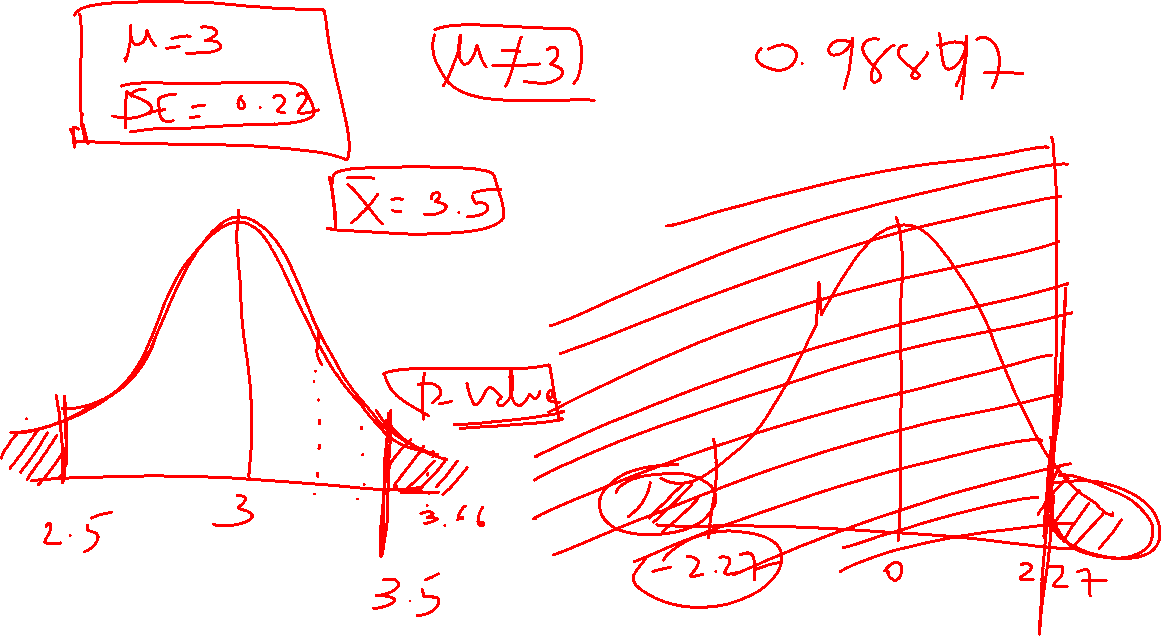 μ = 3
SE = 0.22
μ ≠ 3
0.98897
x̄ = 3.5
p value
2.5
3
3.5
3.66
-2.27
0
2.27